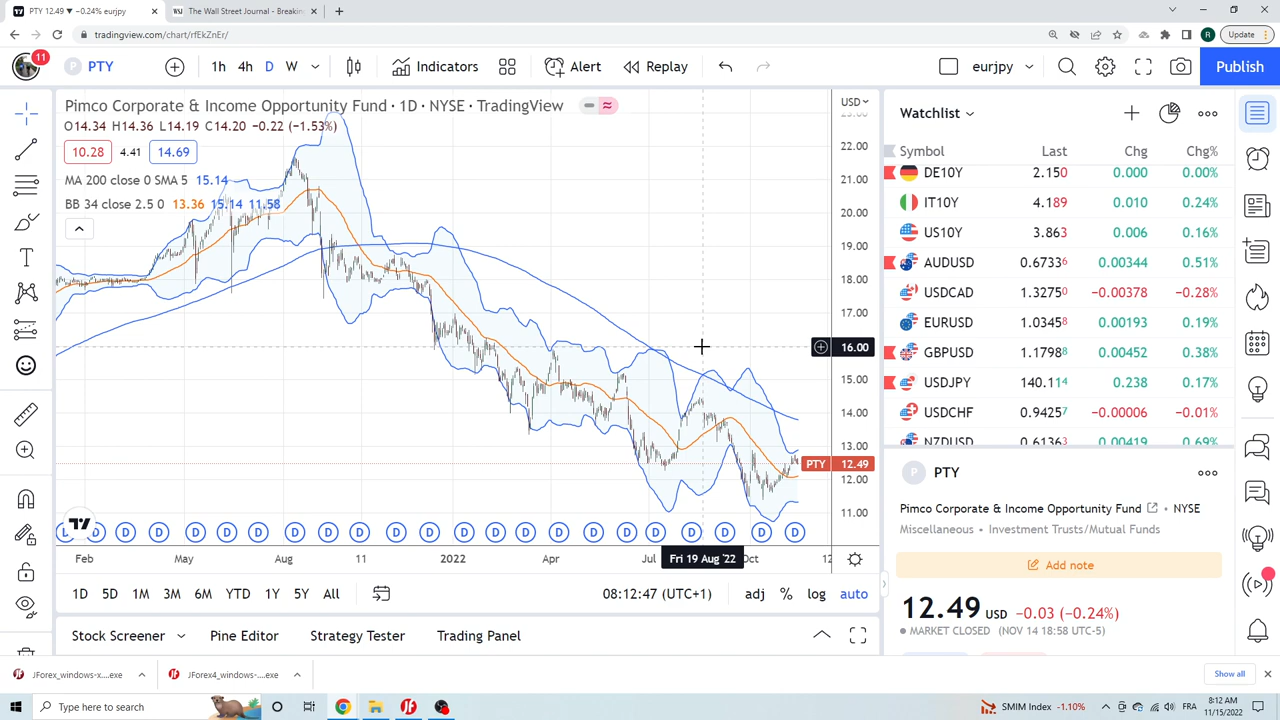 PTY 12.49 ▼ −0.24% eurjpy
The Wall Street Journal - Breakin
tradingview.com/chart/rfEkZnEr/
R
Update
11
P PTY
1h 4h D W
Indicators
Alert
Replay
eurjpy
Publish
Pimco Corporate & Income Opportunity Fund · 1D · NYSE · TradingView
O14.34 H14.36 L14.19 C14.20 −0.22 (−1.53%)
10.28 4.41 14.69
MA 200 close 0 SMA 5 15.14
BB 34 close 2.5 0 13.36 15.14 11.58
USD
23.00
22.00
21.00
20.00
19.00
18.00
17.00
16.00
15.00
14.00
13.00
PTY 12.49
12.00
11.00
D D D D D D D D D D D D D D D D D D D D D D
Feb May Aug 11 2022 Apr Jul Fri 19 Aug '22 Oct 12
1D 5D 1M 3M 6M YTD 1Y 5Y All
08:12:47 (UTC+1)
adj % log auto
Stock Screener Pine Editor Strategy Tester Trading Panel
Watchlist
Symbol Last Chg Chg%
DE10Y 2.150 0.000 0.00%
IT10Y 4.189 0.010 0.24%
US10Y 3.863 0.006 0.16%
AUDUSD 0.67336 0.00344 0.51%
USDCAD 1.32750 −0.00378 −0.28%
EURUSD 1.03458 0.00193 0.19%
GBPUSD 1.17988 0.00452 0.38%
USDJPY 140.114 0.238 0.17%
USDCHF 0.94257 −0.00006 −0.01%
NZDUSD 0.61363 0.00419 0.69%
P PTY
Pimco Corporate & Income Opportunity Fund • NYSE
Miscellaneous • Investment Trusts/Mutual Funds
Add note
12.49 USD −0.03 (−0.24%)
MARKET CLOSED (NOV 14 18:58 UTC-5)
JForex_windows-x....exe
JForex4_windows-....exe
Show all
Type here to search
SMIM Index -1.10%
FRA
8:12 AM
11/15/2022